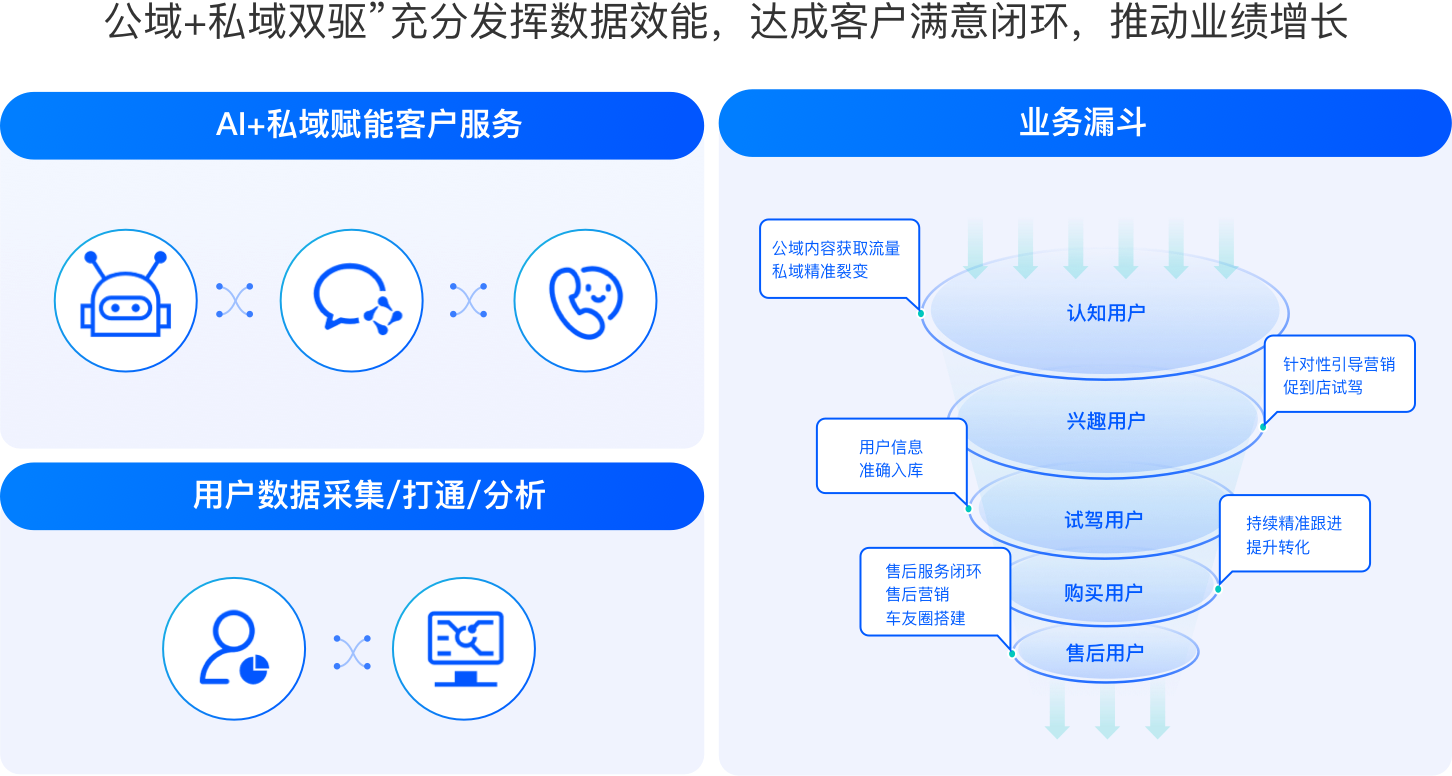 公域+私域双驱”充分发挥数据效能，达成客户满意闭环，推动业绩增长
AI+私域赋能客户服务
用户数据采集/打通/分析
业务漏斗
公域内容获取流量
私域精准裂变
认知用户
针对性引导营销
促到店试驾
兴趣用户
用户信息
准确入库
试驾用户
持续精准跟进
提升转化
购买用户
售后服务闭环
售后营销
车友圈搭建
售后用户